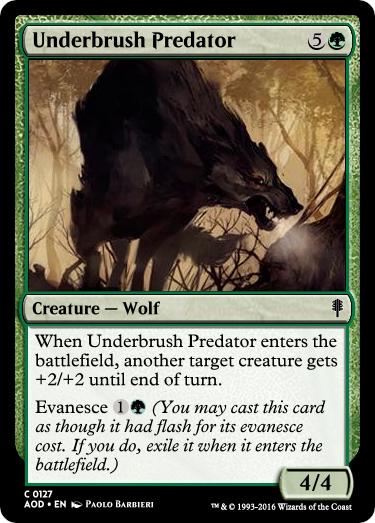 Underbrush Predator 5
Creature — Wolf
When Underbrush Predator enters the
battlefield, another target creature gets
+2/+2 until end of turn.
Evanesce 1 (You may cast this card
as though it had flash for its evanesce
cost. If you do, exile it when it enters the
battlefield.)
4/4
C 0127
AOD • EN Paolo Barbieri
™ & © 1993-2016 Wizards of the Coast